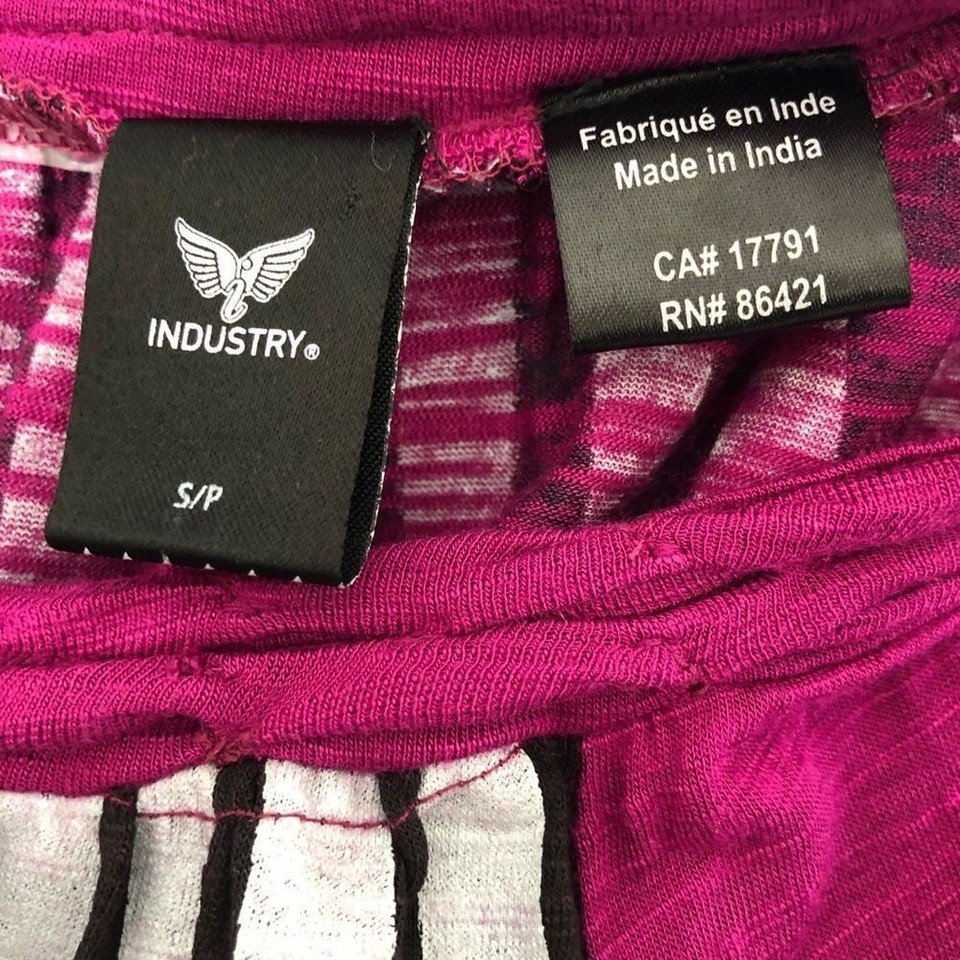 INDUSTRY®
S/P
Fabriqué en Inde
Made in India
CA# 17791
RN# 86421